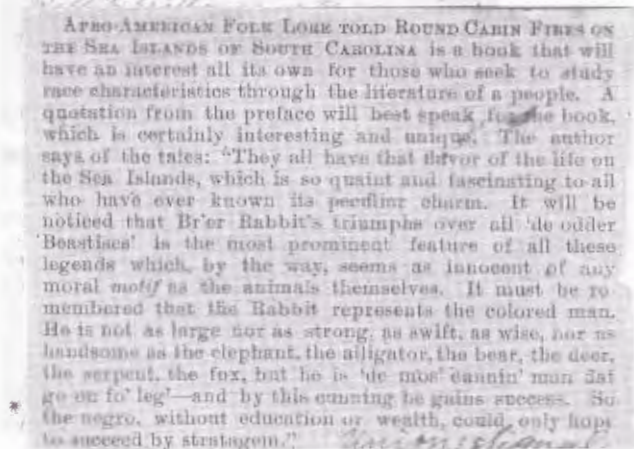 AFRO-AMERICAN FOLK LORE TOLD ROUND CABIN FIRES ON
THE SEA ISLANDS OF SOUTH CAROLINA is a book that will
have an interest all its own for those who seek to study
race characteristics through the literature of a people. A
quotation from the preface will best speak for the book,
which is certainly interesting and unique. The author
says of the tales: "They all have that flavor of the life on
the Sea Islands, which is so quaint and fascinating to all
who have ever known its peculiar charm. It will be
noticed that Br'er Rabbit's triumphs over all 'de odder
Beastises' is the most prominent feature of all these
legends which, by the way, seems as innocent of any
moral motif as the animals themselves. It must be re
membered that the Rabbit represents the colored man.
He is not as large nor as strong, as swift, as wise, nor as
handsome as the elephant, the alligator, the bear, the deer,
the serpent, the fox, but he is 'de mos' cannin' man dat
go on fo' leg'—and by this cunning he gains success. So
* the negro, without education or wealth, could only hope
to succeed by stratagem."
Union Signal